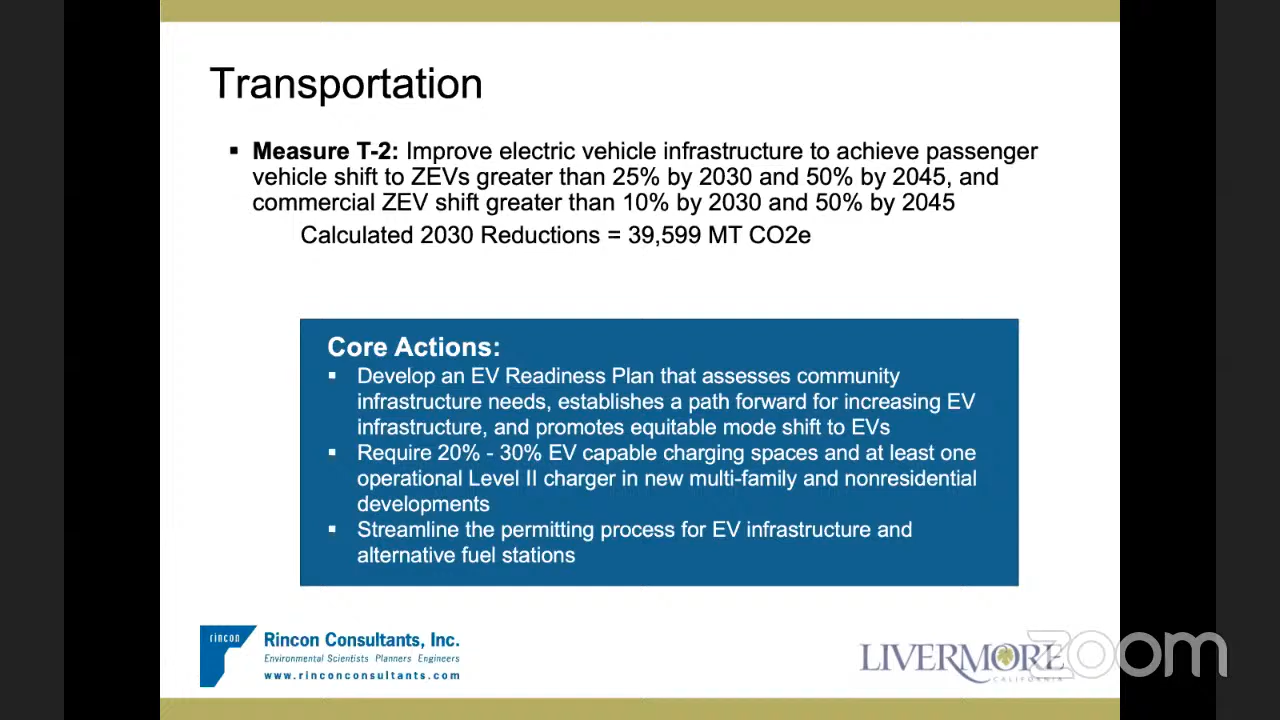 Transportation
▪ Measure T-2: Improve electric vehicle infrastructure to achieve passenger
vehicle shift to ZEVs greater than 25% by 2030 and 50% by 2045, and
commercial ZEV shift greater than 10% by 2030 and 50% by 2045
Calculated 2030 Reductions = 39,599 MT CO2e
Core Actions:
▪ Develop an EV Readiness Plan that assesses community
infrastructure needs, establishes a path forward for increasing EV
infrastructure, and promotes equitable mode shift to EVs
▪ Require 20% - 30% EV capable charging spaces and at least one
operational Level II charger in new multi-family and nonresidential
developments
▪ Streamline the permitting process for EV infrastructure and
alternative fuel stations
rincon
Rincon Consultants, Inc.
Environmental Scientists Planners Engineers
www.rinconconsultants.com
LIVERMORE
CALIFORNIA
zoom